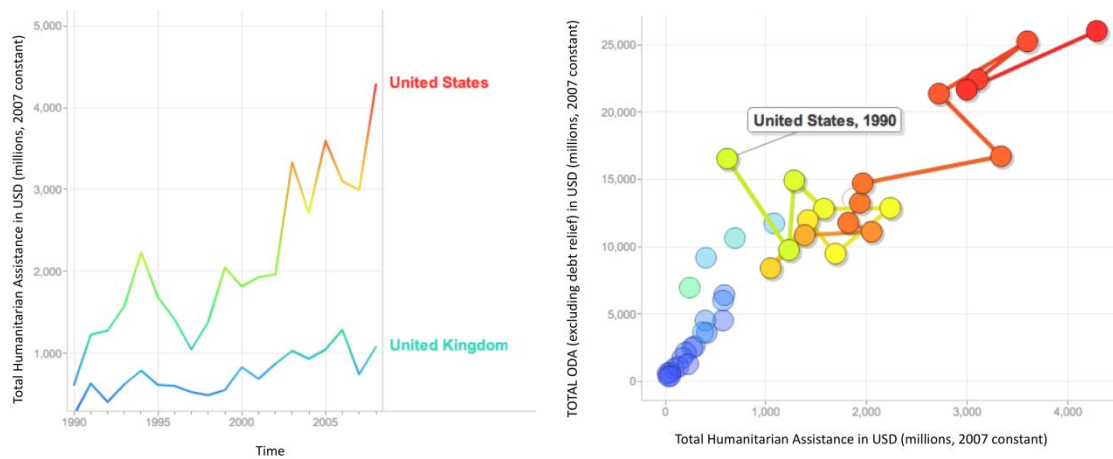 Total Humanitarian Assistance in USD (millions, 2007 constant)
5,000
4,000
3,000
2,000
1,000
United States
United Kingdom
1990
1995
2000
2005
Time
TOTAL ODA (excluding debt relief) in USD (millions, 2007 constant)
25,000
20,000
15,000
10,000
5,000
0
United States, 1990
0
1,000
2,000
3,000
4,000
Total Humanitarian Assistance in USD (millions, 2007 constant)